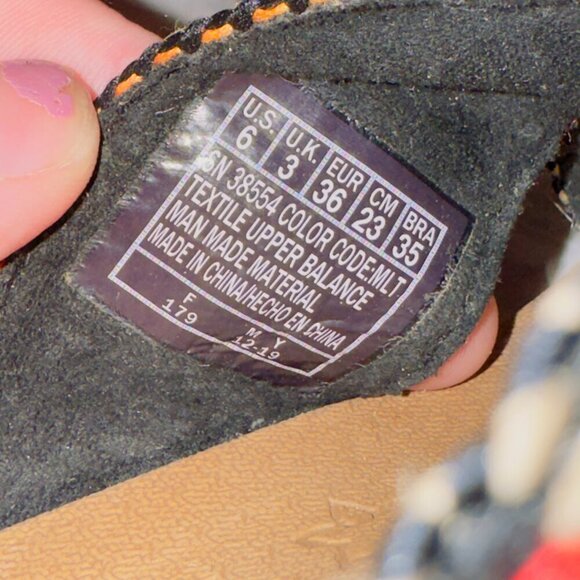 U.S. U.K. EUR CM BRA
6 3 36 23 35
SN 38554 COLOR CODE:MLT
TEXTILE UPPER BALANCE
MAN MADE MATERIAL
MADE IN CHINA/HECHO EN CHINA
F M Y
179 12-19